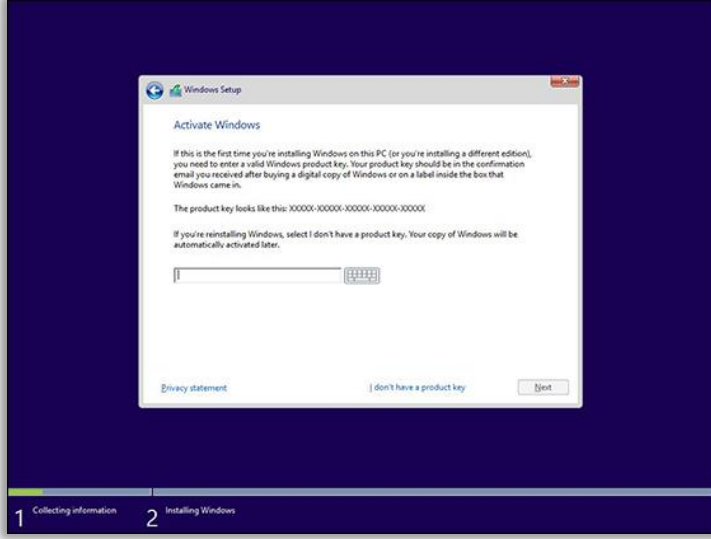 Windows Setup
Activate Windows
If this is the first time you're installing Windows on this PC (or you're installing a different edition),
you need to enter a valid Windows product key. Your product key should be in the confirmation
email you received after buying a digital copy of Windows or on a label inside the box that
Windows came in.
The product key looks like this: XXXXX-XXXXX-XXXXX-XXXXX-XXXXX
If you're reinstalling Windows, select I don't have a product key. Your copy of Windows will be
automatically activated later.
Privacy statement
I don't have a product key
Next
1 Collecting information
2 Installing Windows